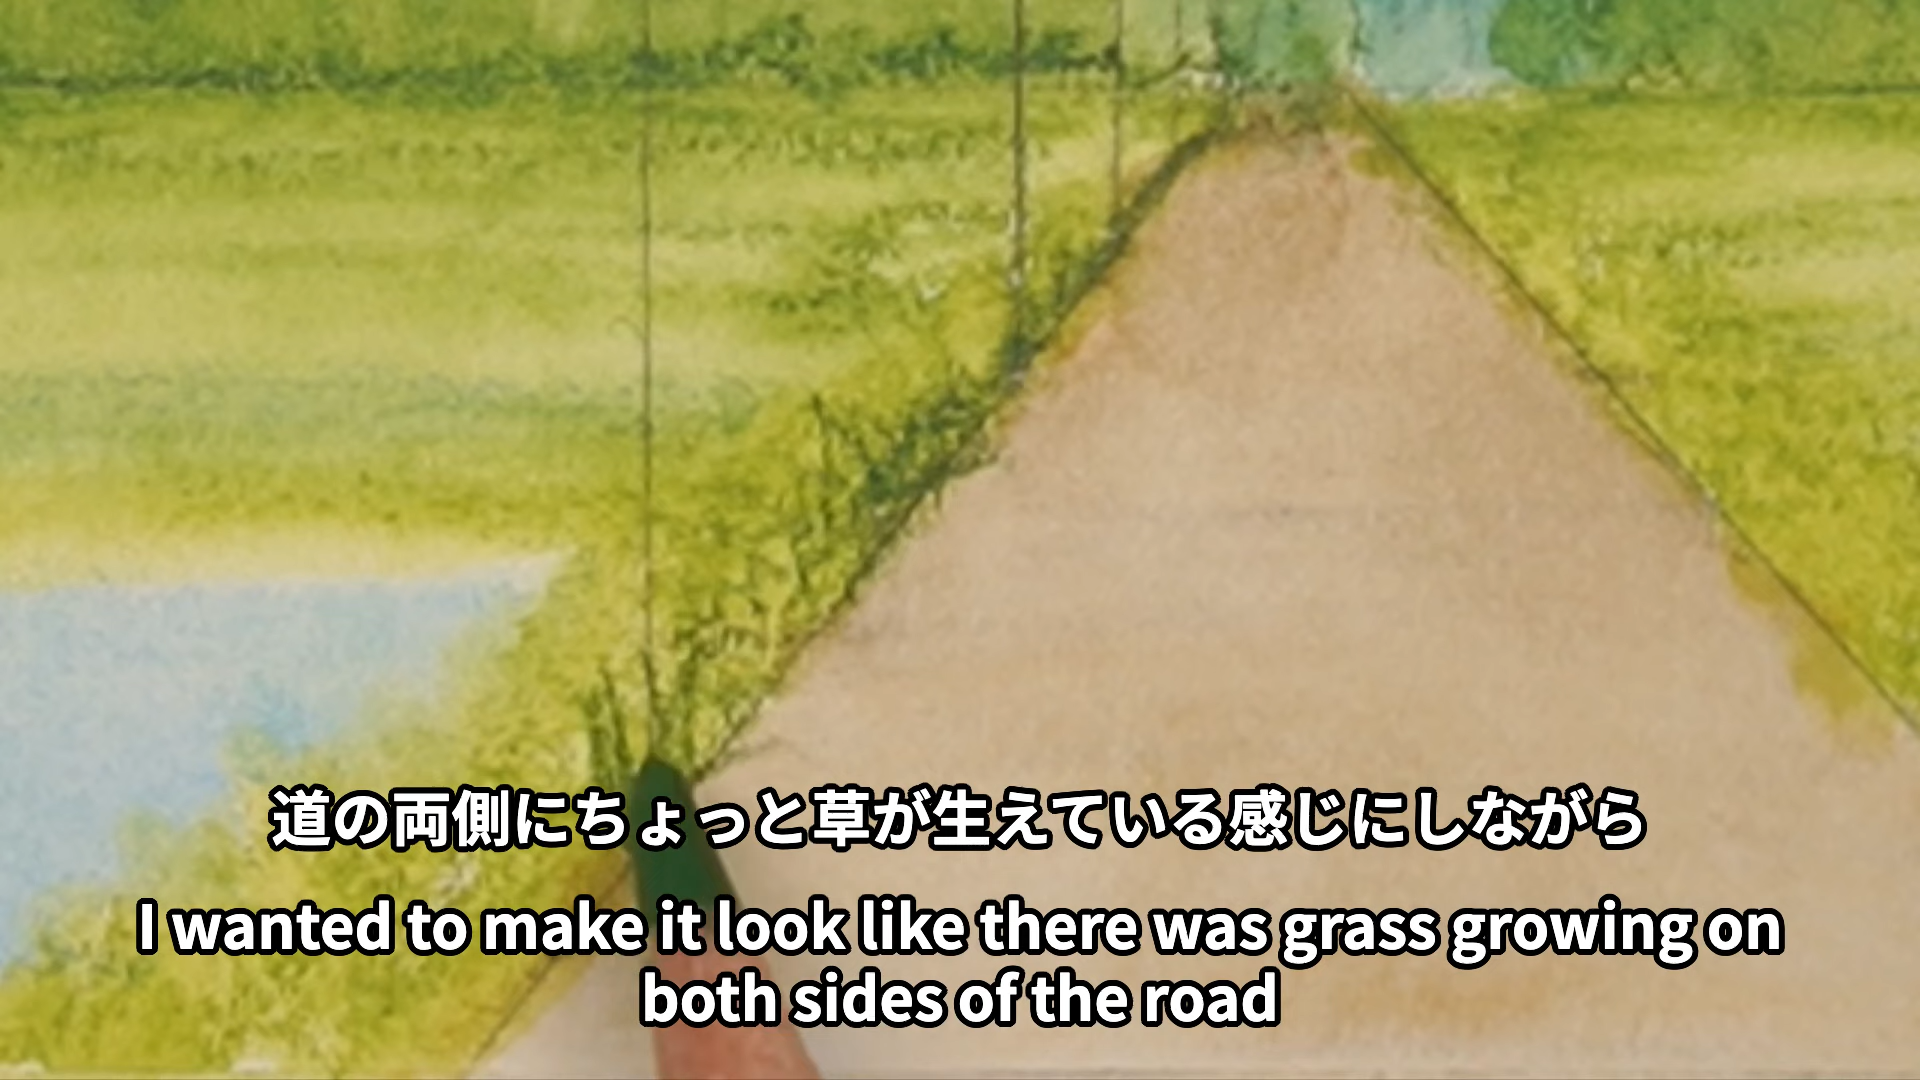 道の両側にちょっと草が生えている感じにしながら
I wanted to make it look like there was grass growing on
both sides of the road